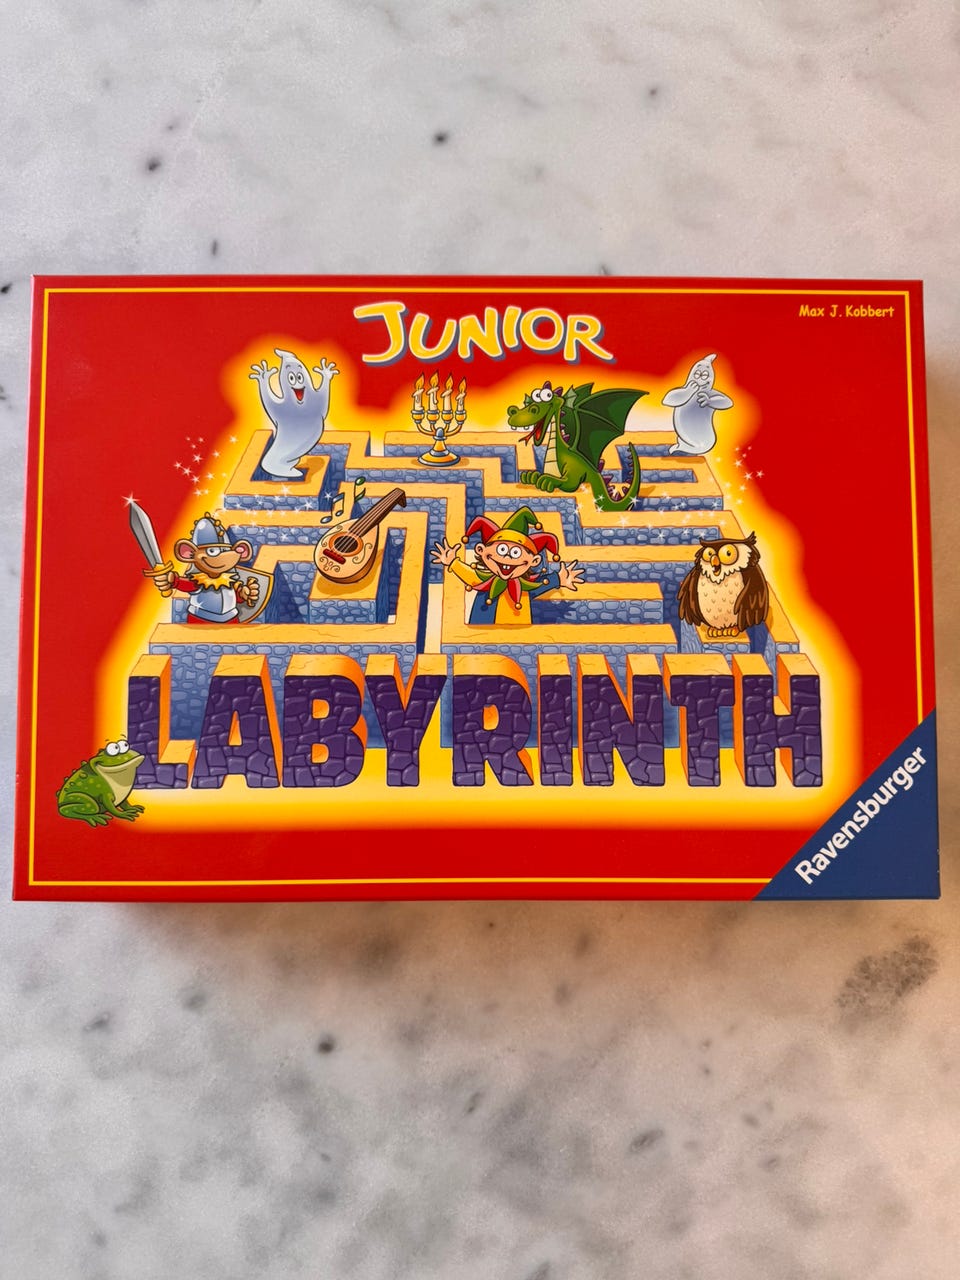 JUNIOR
Max J. Kobbert
LABYRINTH
Ravensburger